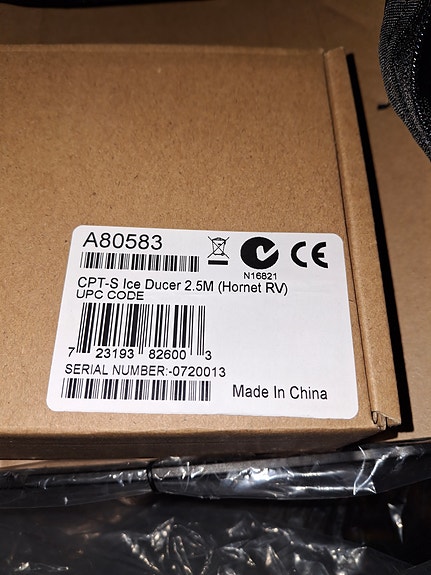 A80583
N16821
CPT-S Ice Ducer 2.5M (Hornet RV)
UPC CODE
7 23193 82600 3
SERIAL NUMBER:-0720013
Made In China